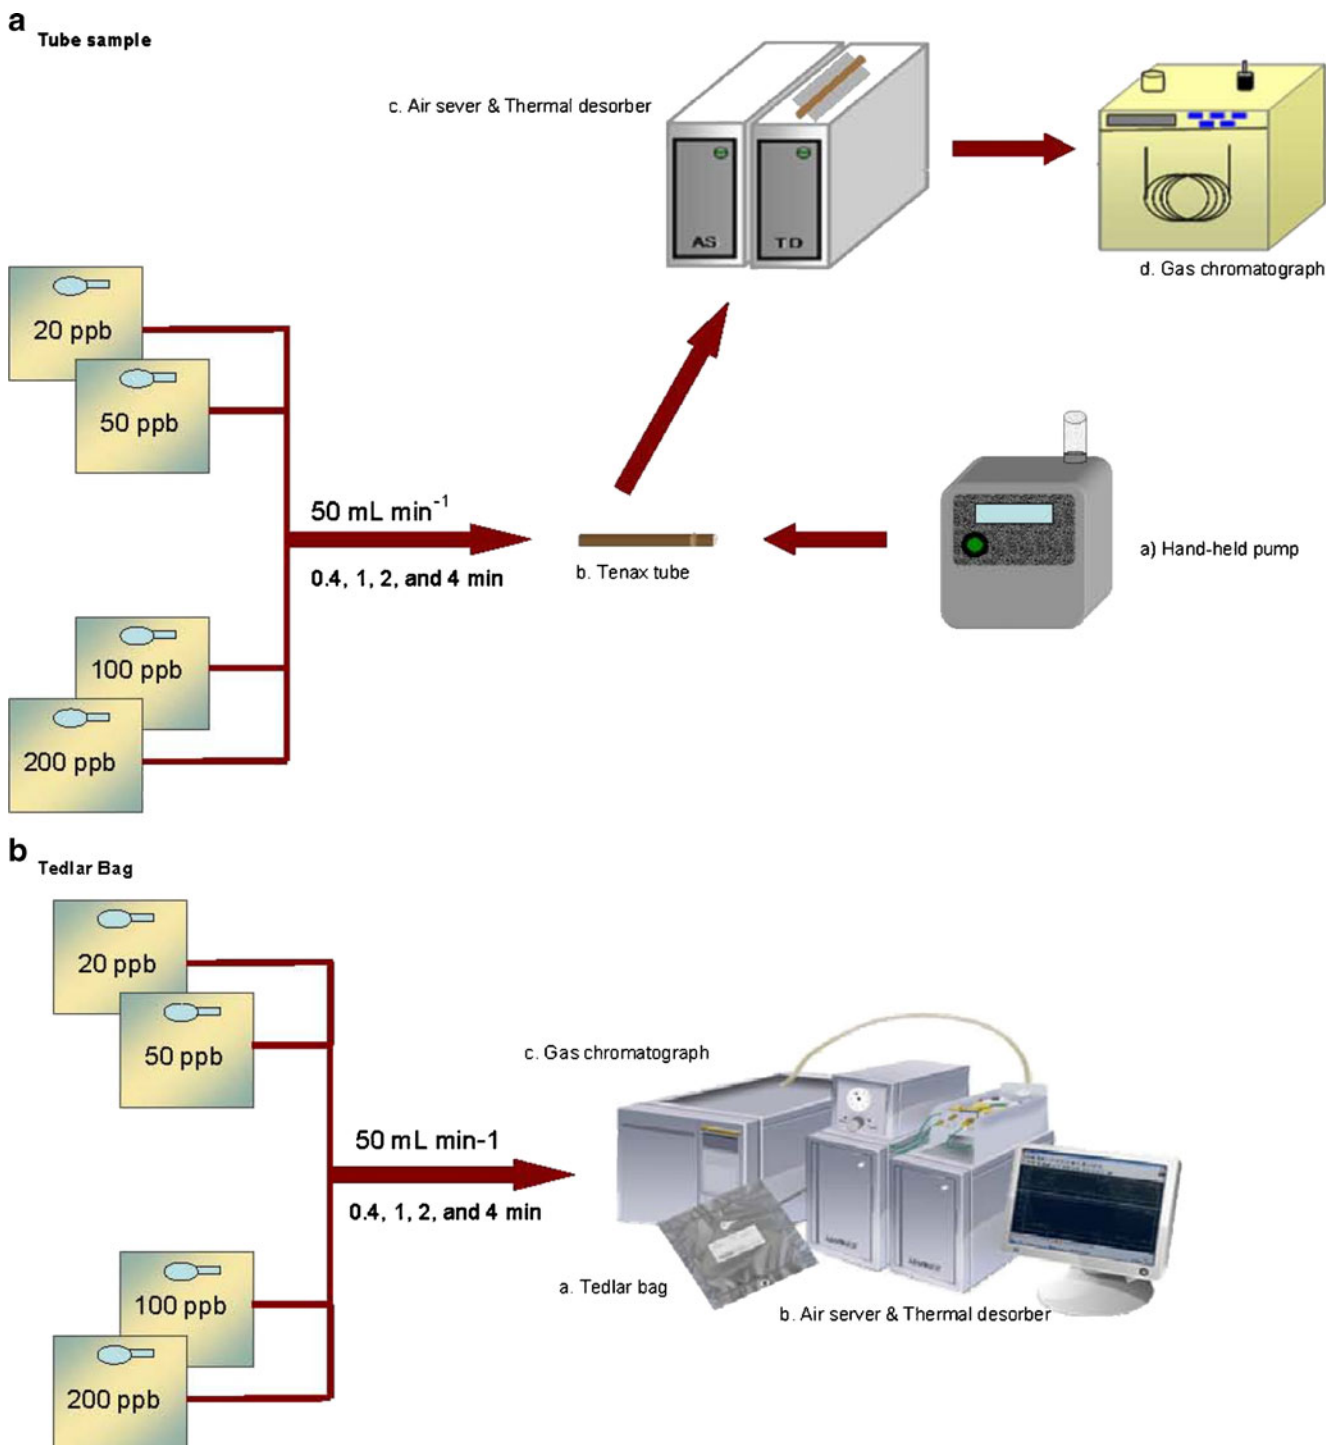 a
Tube sample
c. Air sever & Thermal desorber
AS
TD
d. Gas chromatograph
20 ppb
50 ppb
50 mL min-1
0.4, 1, 2, and 4 min
b. Tenax tube
a) Hand-held pump
100 ppb
200 ppb
b
Tedlar Bag
20 ppb
50 ppb
c. Gas chromatograph
50 mL min-1
0.4, 1, 2, and 4 min
a. Tedlar bag
b. Air server & Thermal desorber
100 ppb
200 ppb